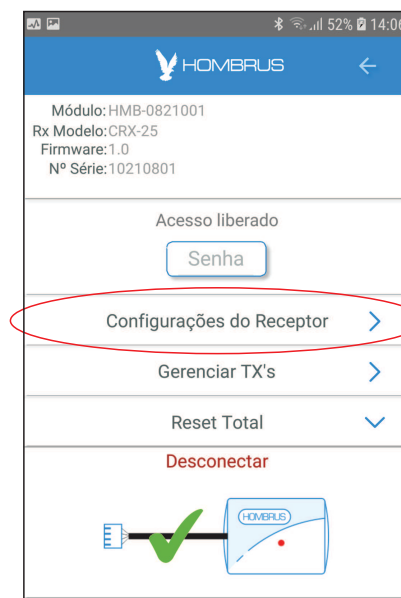 52% 14:06
HOMBRUS
Módulo: HMB-0821001
Rx Modelo: CRX-25
Firmware: 1.0
Nº Série: 10210801
Acesso liberado
Senha
Configurações do Receptor
Gerenciar TX's
Reset Total
Desconectar
HOMBRUS